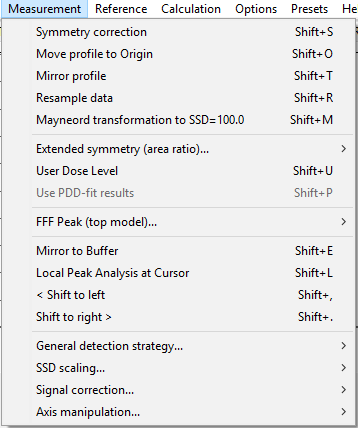 Measurement Reference Calculation Options Presets He
Symmetry correction Shift+S
Move profile to Origin Shift+O
Mirror profile Shift+T
Resample data Shift+R
Mayneord transformation to SSD=100.0 Shift+M
Extended symmetry (area ratio)... >
User Dose Level Shift+U
Use PDD-fit results Shift+P
FFF Peak (top model)... >
Mirror to Buffer Shift+E
Local Peak Analysis at Cursor Shift+L
< Shift to left Shift+,
Shift to right > Shift+.
General detection strategy... >
SSD scaling... >
Signal correction... >
Axis manipulation... >